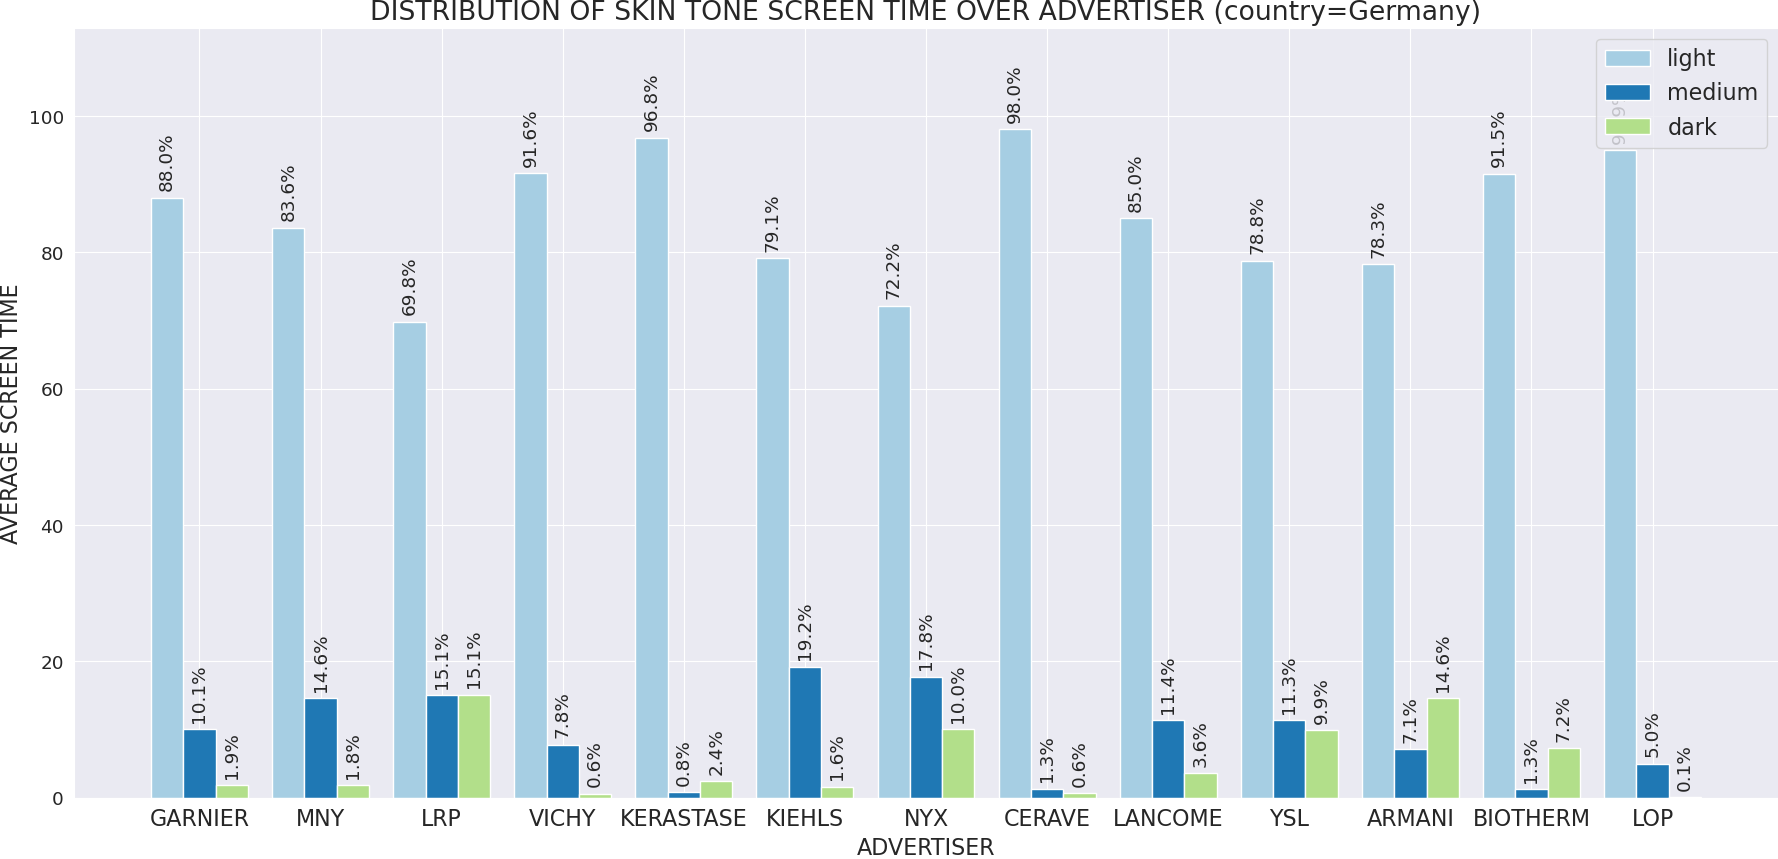 DISTRIBUTION OF SKIN TONE SCREEN TIME OVER ADVERTISER (country=Germany)
light
medium
dark
AVERAGE SCREEN TIME
100
80
60
40
20
0
88.0% 10.1% 1.9%
83.6% 14.6% 1.8%
69.8% 15.1% 15.1%
91.6% 7.8% 0.6%
96.8% 0.8% 2.4%
79.1% 19.2% 1.6%
72.2% 17.8% 10.0%
98.0% 1.3% 0.6%
85.0% 11.4% 3.6%
78.8% 11.3% 9.9%
78.3% 7.1% 14.6%
91.5% 1.3% 7.2%
5.0% 0.1%
GARNIER MNY LRP VICHY KERASTASE KIEHLS NYX CERAVE LANCOME YSL ARMANI BIOTHERM LOP
ADVERTISER